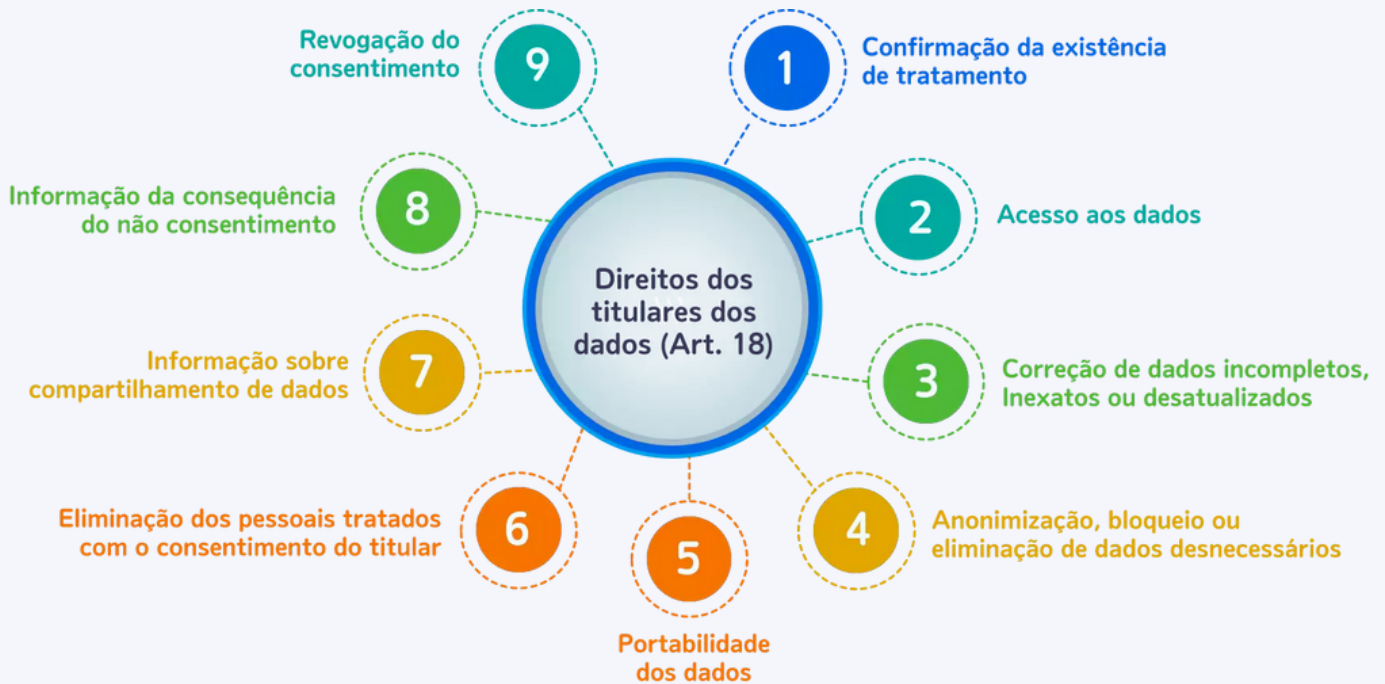 Direitos dos
titulares dos
dados (Art. 18)
1
Confirmação da existência
de tratamento
2
Acesso aos dados
3
Correção de dados incompletos,
Inexatos ou desatualizados
4
Anonimização, bloqueio ou
eliminação de dados desnecessários
5
Portabilidade
dos dados
6
Eliminação dos pessoais tratados
com o consentimento do titular
7
Informação sobre
compartilhamento de dados
8
Informação da consequência
do não consentimento
9
Revogação do
consentimento